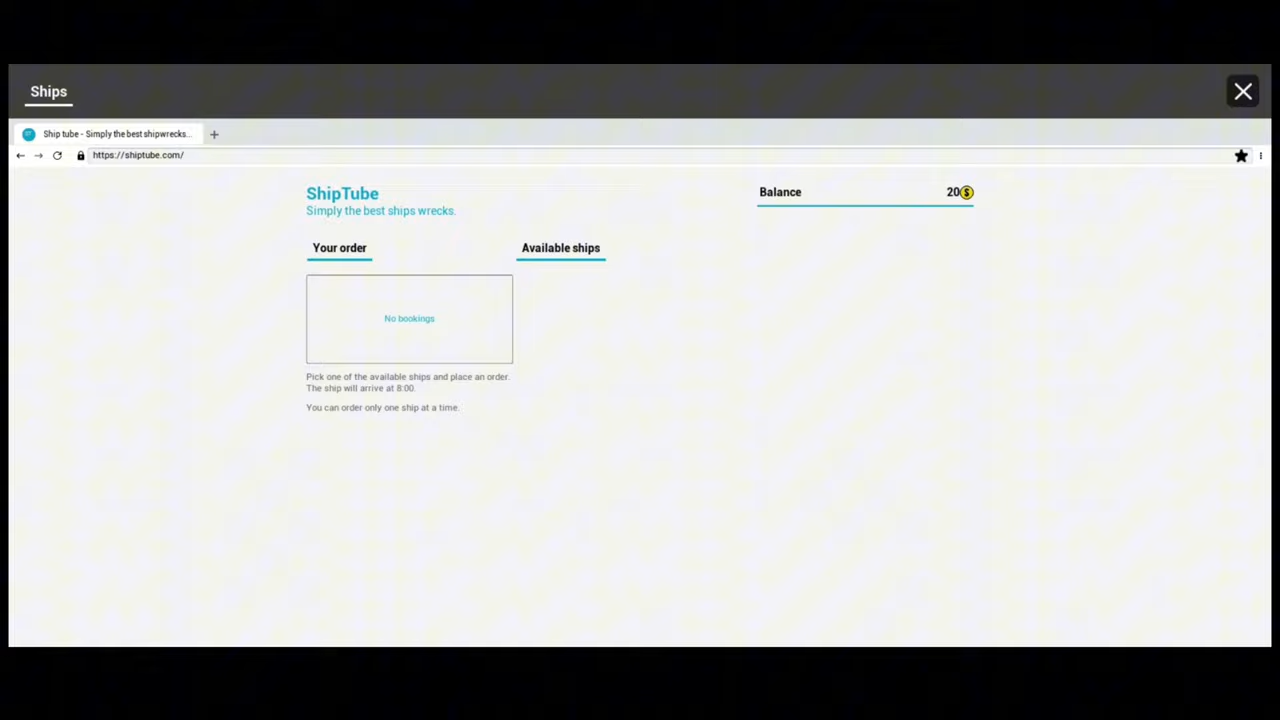 Ships
Ship tube - Simply the best shipwrecks...
https://shiptube.com/
ShipTube
Simply the best ships wrecks.
Balance 20$
Your order
Available ships
No bookings
Pick one of the available ships and place an order.
The ship will arrive at 8:00.
You can order only one ship at a time.